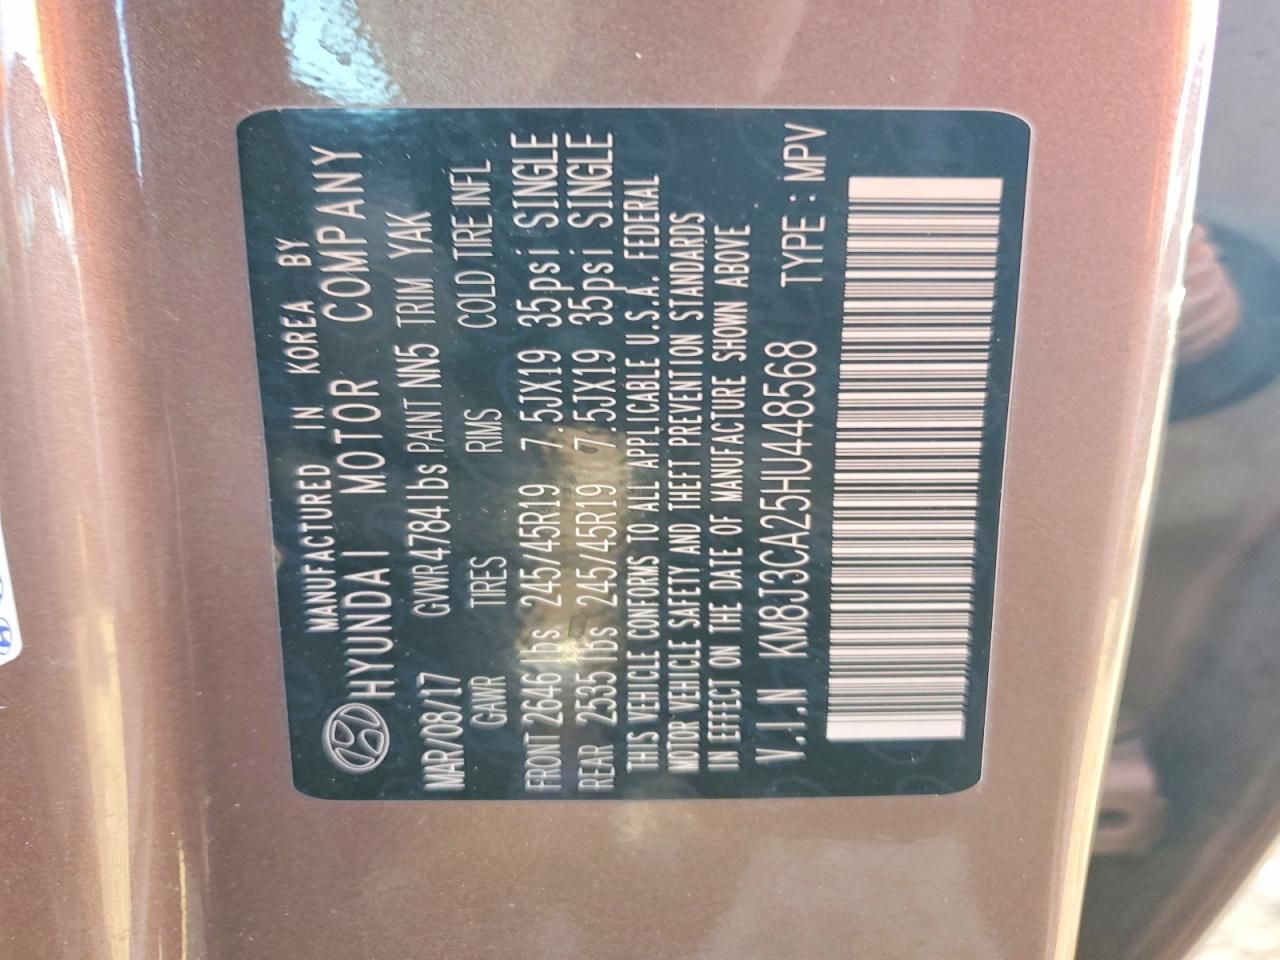 MANUFACTURED IN KOREA BY
HYUNDAI MOTOR COMPANY
MAR/08/17 GVWR 4784lbs PAINT NN5 TRIM YAK
GAWR TIRES RIMS COLD TIRE INFL
FRONT 2646lbs 245/45R19 7.5JX19 35psi SINGLE
REAR 2535lbs 245/45R19 7.5JX19 35psi SINGLE
THIS VEHICLE CONFORMS TO ALL APPLICABLE U.S.A. FEDERAL
MOTOR VEHICLE SAFETY AND THEFT PREVENTION STANDARDS
IN EFFECT ON THE DATE OF MANUFACTURE SHOWN ABOVE
V.I.N KM8J3CA25HU448568 TYPE : MPV